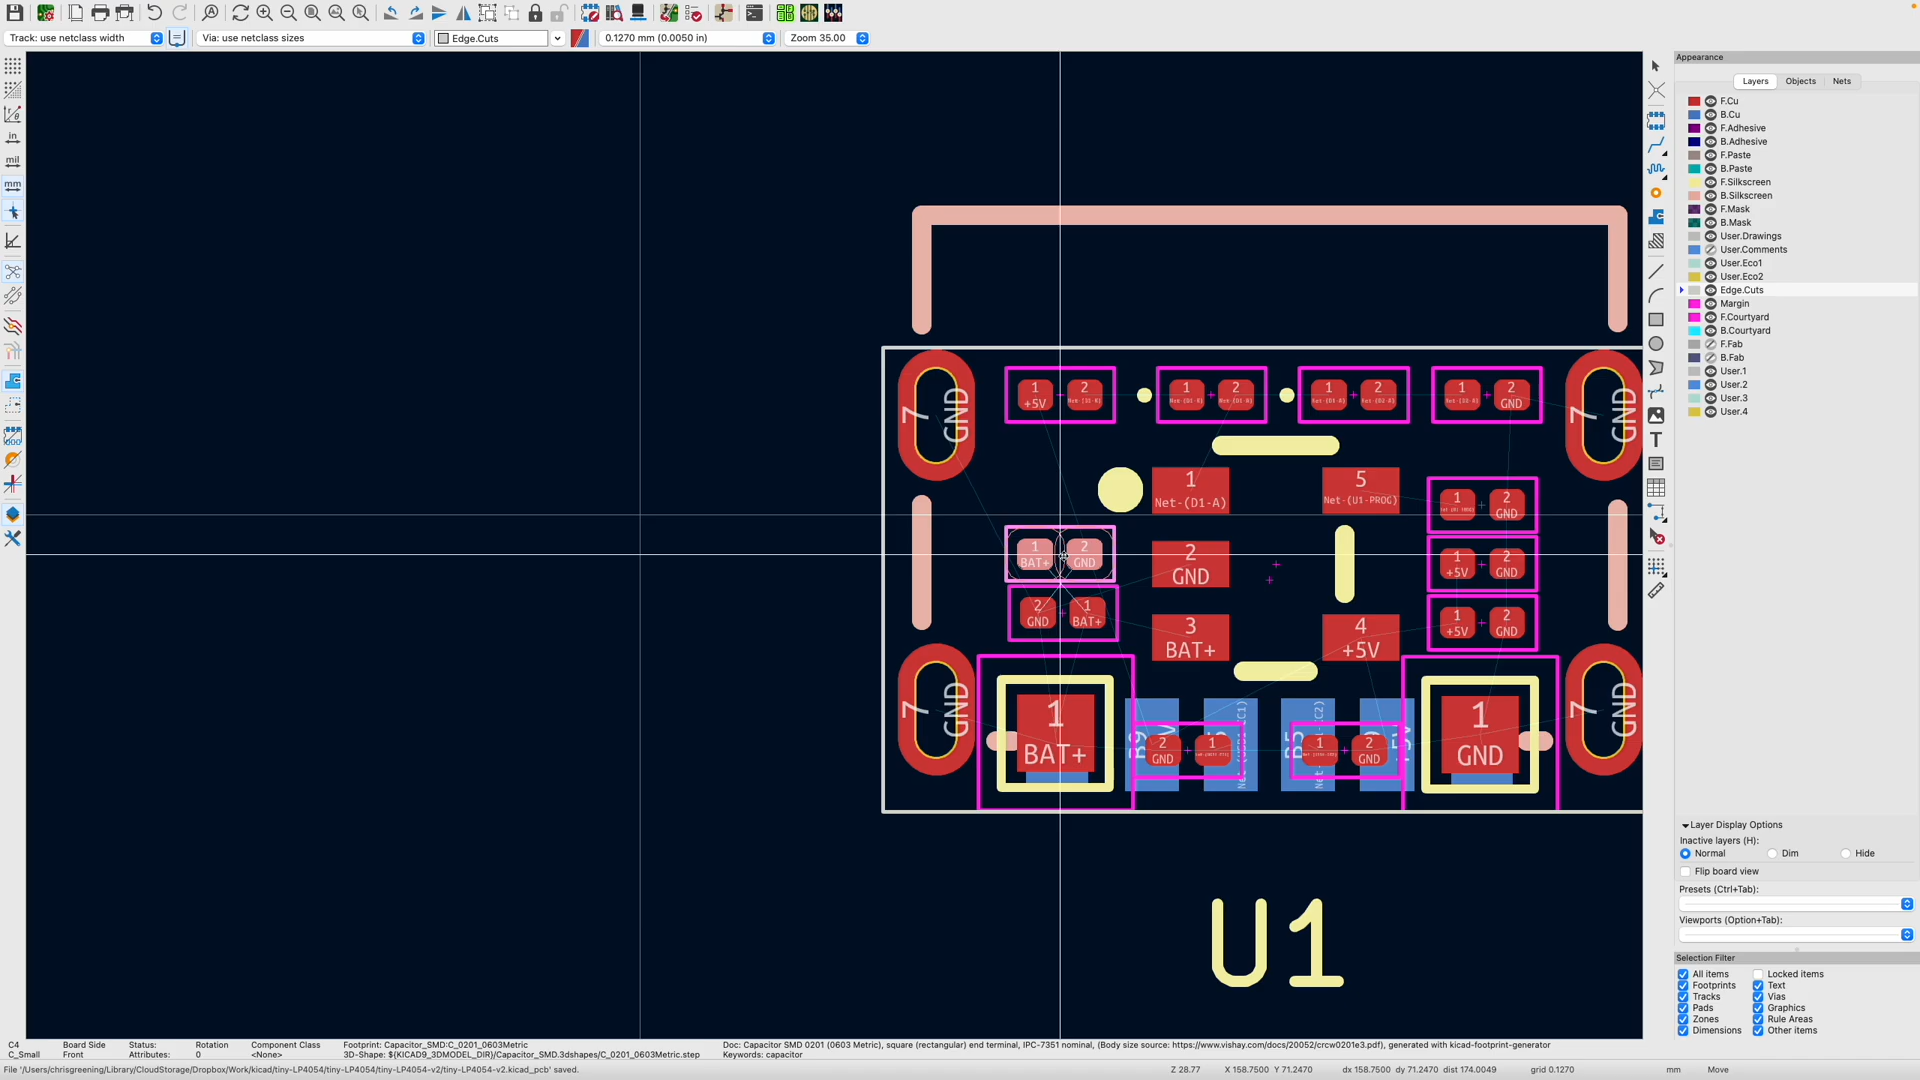 Track: use netclass width
Via: use netclass sizes
Edge.Cuts
0.1270 mm (0.0050 in)
Zoom 35.00
in
mil
mm
Appearance
Layers
Objects
Nets
F.Cu
B.Cu
F.Adhesive
B.Adhesive
F.Paste
B.Paste
F.Silkscreen
B.Silkscreen
F.Mask
B.Mask
User.Drawings
User.Comments
User.Eco1
User.Eco2
Edge.Cuts
Margin
F.Courtyard
B.Courtyard
F.Fab
B.Fab
User.1
User.2
User.3
User.4
Layer Display Options
Inactive layers (H):
Normal
Dim
Hide
Flip board view
Presets (Ctrl+Tab):
Viewports (Option+Tab):
Selection Filter
All items
Locked items
Footprints
Text
Tracks
Vias
Pads
Graphics
Zones
Rule Areas
Dimensions
Other items
7 GND
1 +5V
2
1
2
1
2
1
2 GND
7 GND
1
Net-(D1-A)
5
Net-(U1-PROG)
1
2 GND
1 BAT+
2 GND
2
GND
1 +5V
2 GND
2 GND
1 BAT+
3
BAT+
4
+5V
1 +5V
2 GND
7 GND
1
BAT+
2 GND
1
B5
1
2 GND
1
GND
7 GND
U1
C4
C_Small
Board Side
Front
Status:
Attributes:
Rotation
0
Component Class
<None>
Footprint: Capacitor_SMD:C_0201_0603Metric
3D-Shape: ${KICAD9_3DMODEL_DIR}/Capacitor_SMD.3dshapes/C_0201_0603Metric.step
Doc: Capacitor SMD 0201 (0603 Metric), square (rectangular) end terminal, IPC-7351 nominal, (Body size source: https://www.vishay.com/docs/20052/crcw0201e3.pdf), generated with kicad-footprint-generator
Keywords: capacitor
File '/Users/chrisgreening/Library/CloudStorage/Dropbox/Work/kicad/tiny-LP4054/tiny-LP4054/tiny-LP4054-v2/tiny-LP4054-v2.kicad_pcb' saved.
Z 28.77
X 158.7500 Y 71.2470
dx 158.7500 dy 71.2470 dist 174.0049
grid 0.1270
mm
Move